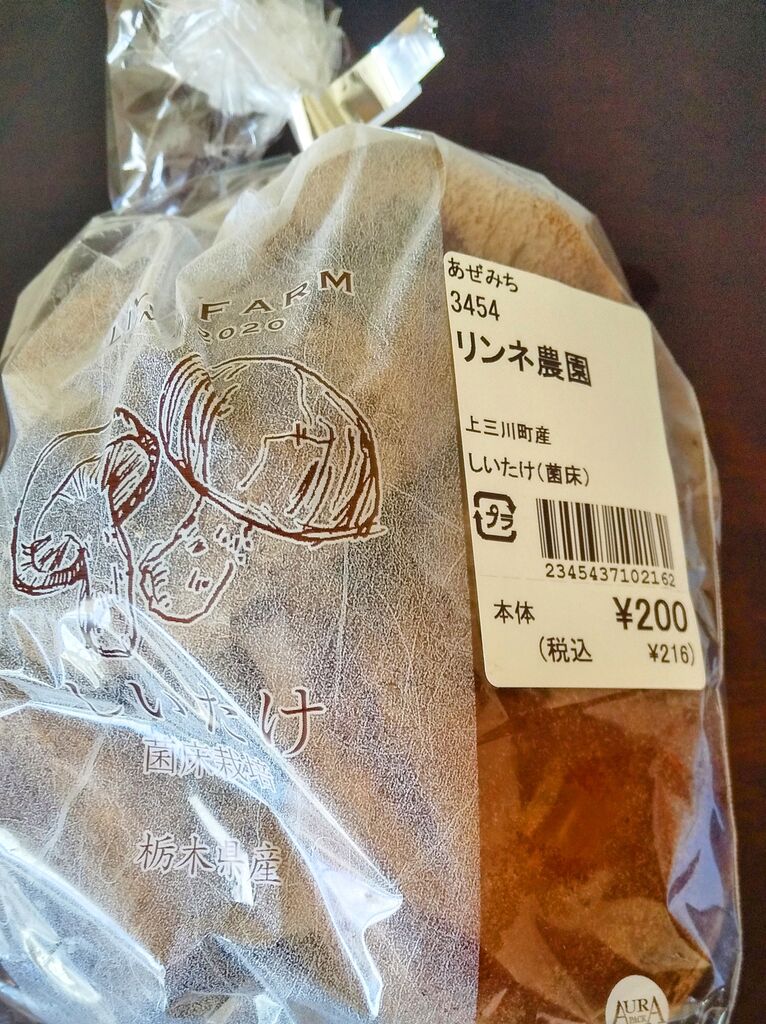 FARM
2020
しいたけ
菌床栽培
栃木県産
あぜみち
3454
リンネ農園
上三川町産
しいたけ(菌床)
プラ
2345437102162
本体 ¥200
(税込 ¥216)
AURA
PACK